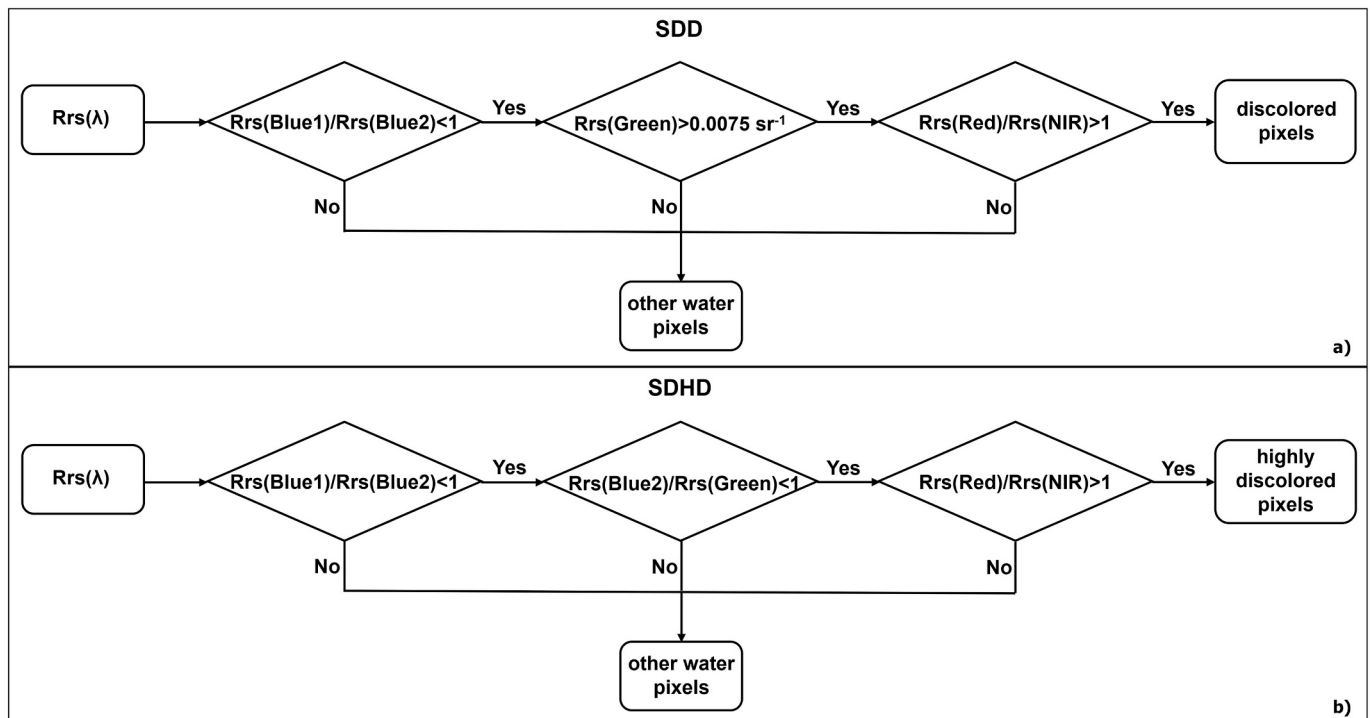 SDD
Rrs(λ)
Rrs(Blue1)/Rrs(Blue2)<1
Yes
Rrs(Green)>0.0075 sr⁻¹
Yes
Rrs(Red)/Rrs(NIR)>1
Yes
discolored
pixels
No
No
No
other water
pixels
a)
SDHD
Rrs(λ)
Rrs(Blue1)/Rrs(Blue2)<1
Yes
Rrs(Blue2)/Rrs(Green)<1
Yes
Rrs(Red)/Rrs(NIR)>1
Yes
highly
discolored
pixels
No
No
No
other water
pixels
b)